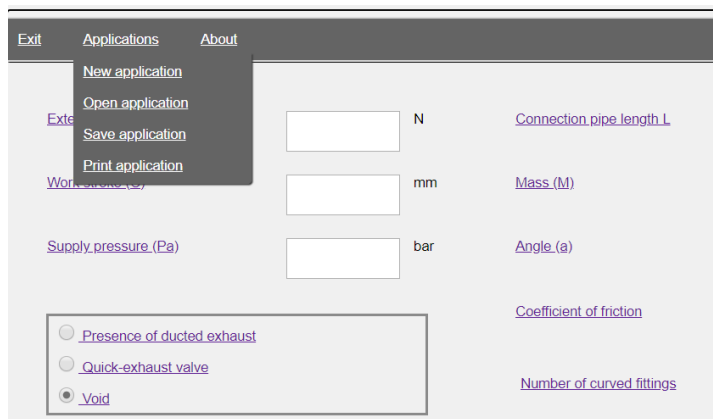 Exit Applications About
New application
Open application
Save application
Print application
Exte N Connection pipe length L
mm Mass (M)
Supply pressure (Pa) bar Angle (a)
Coefficient of friction
Presence of ducted exhaust
Quick-exhaust valve
Void
Number of curved fittings